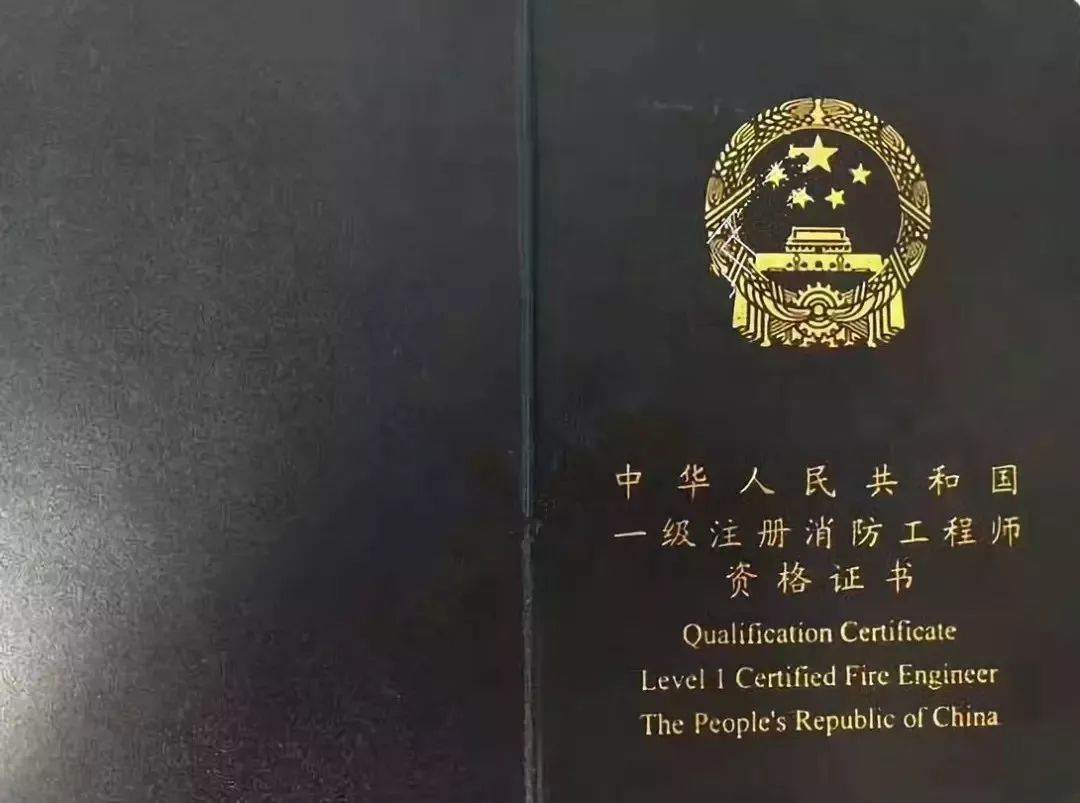 中华人民共和国
一级注册消防工程师
资格证书
Qualification Certificate
Level 1 Certified Fire Engineer
The People's Republic of China